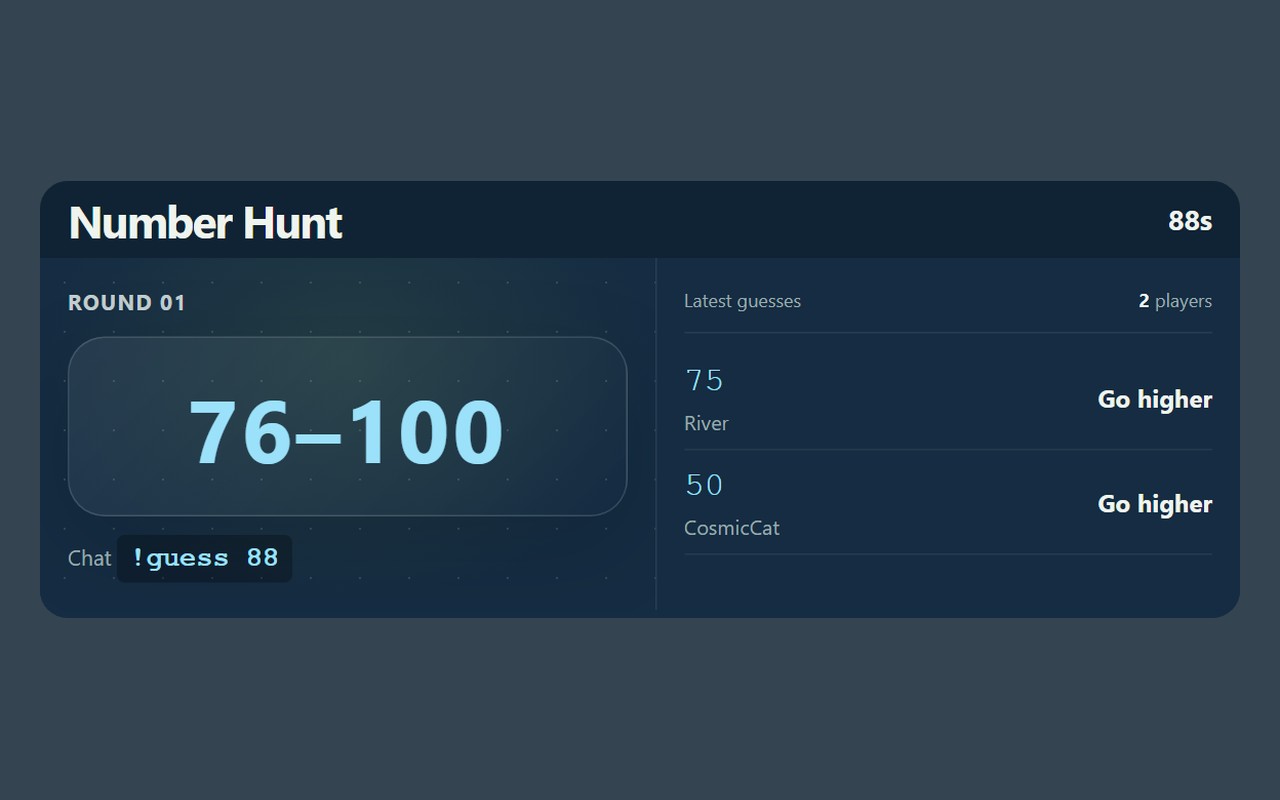 Number Hunt
88s
ROUND 01
76–100
Chat !guess 88
Latest guesses
2 players
75
River
Go higher
50
CosmicCat
Go higher